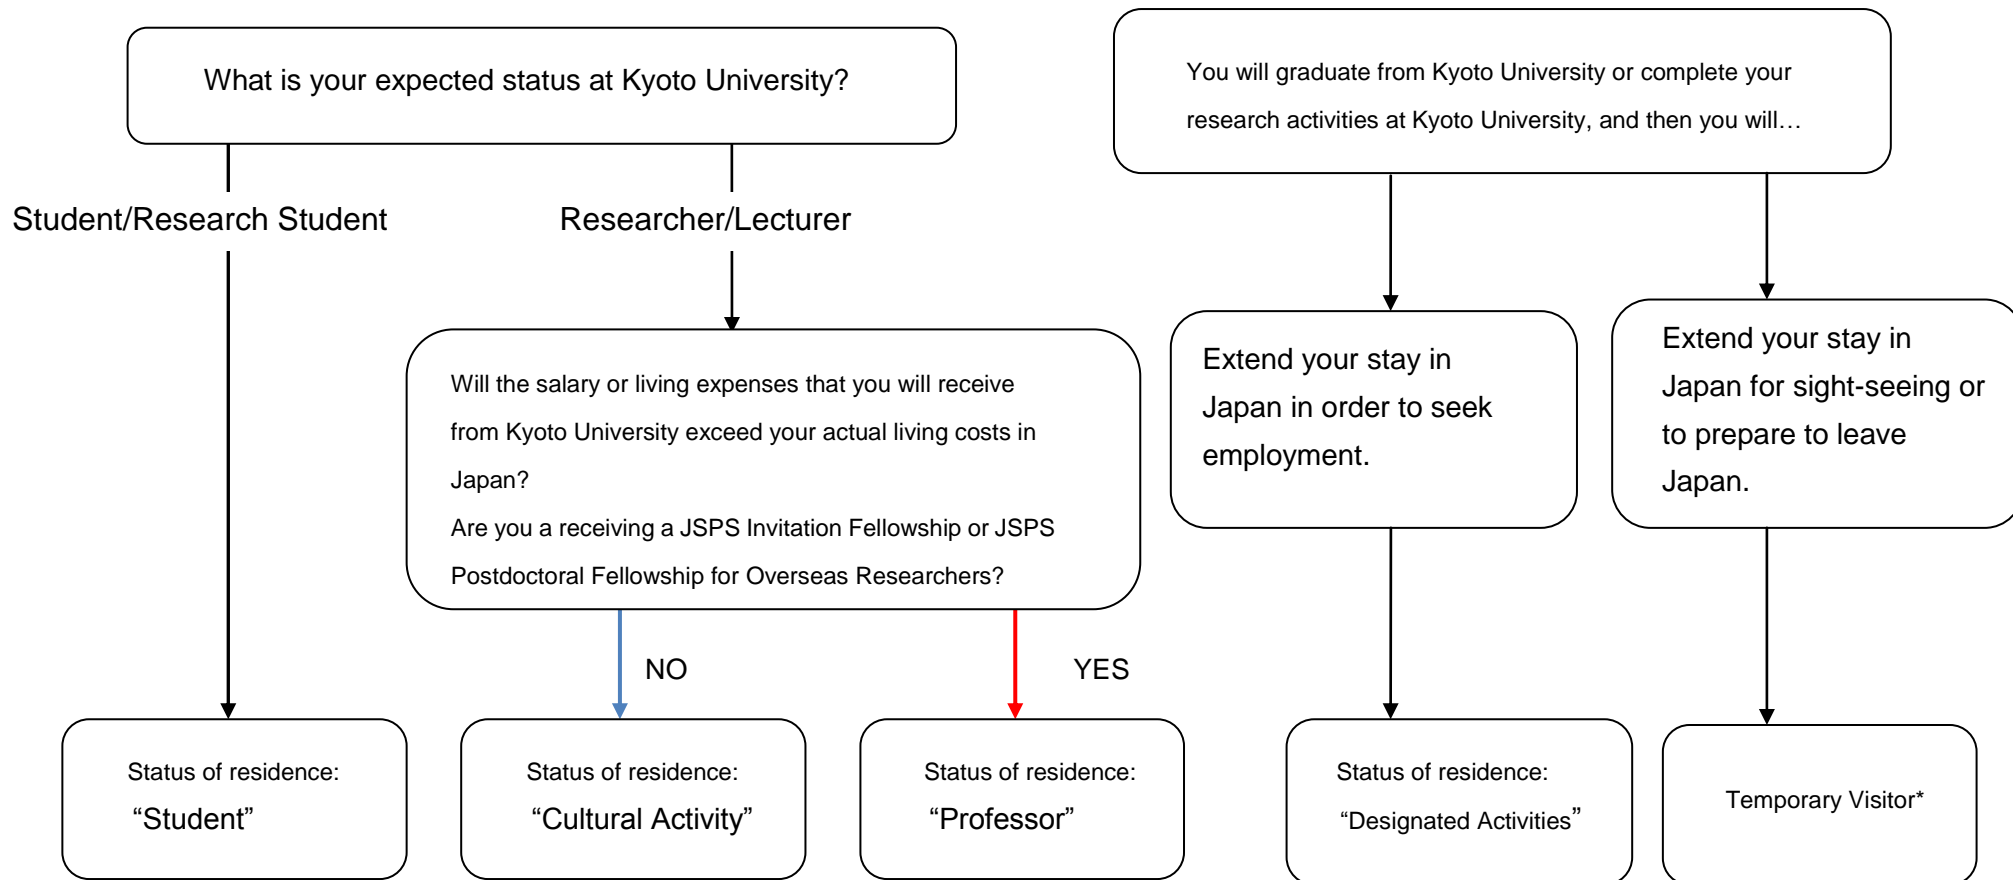 What is your expected status at Kyoto University?
You will graduate from Kyoto University or complete your
research activities at Kyoto University, and then you will…
Student/Research Student
Researcher/Lecturer
Will the salary or living expenses that you will receive
from Kyoto University exceed your actual living costs in
Japan?
Are you a receiving a JSPS Invitation Fellowship or JSPS
Postdoctoral Fellowship for Overseas Researchers?
Extend your stay in
Japan in order to seek
employment.
Extend your stay in
Japan for sight-seeing or
to prepare to leave
Japan.
NO
YES
Status of residence:
“Student”
Status of residence:
“Cultural Activity”
Status of residence:
“Professor”
Status of residence:
“Designated Activities”
Temporary Visitor*